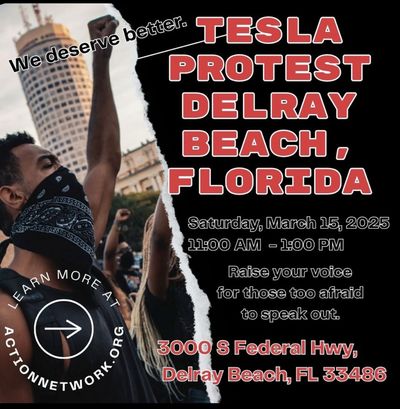 We deserve better.
TESLA
PROTEST
DELRAY
BEACH,
FLORIDA
Saturday, March 15, 2025
11:00 AM - 1:00 PM
Raise your voice
for those too afraid
to speak out.
3000 S Federal Hwy,
Delray Beach, FL 33486
LEARN MORE AT
ACTIONNETWORK.ORG